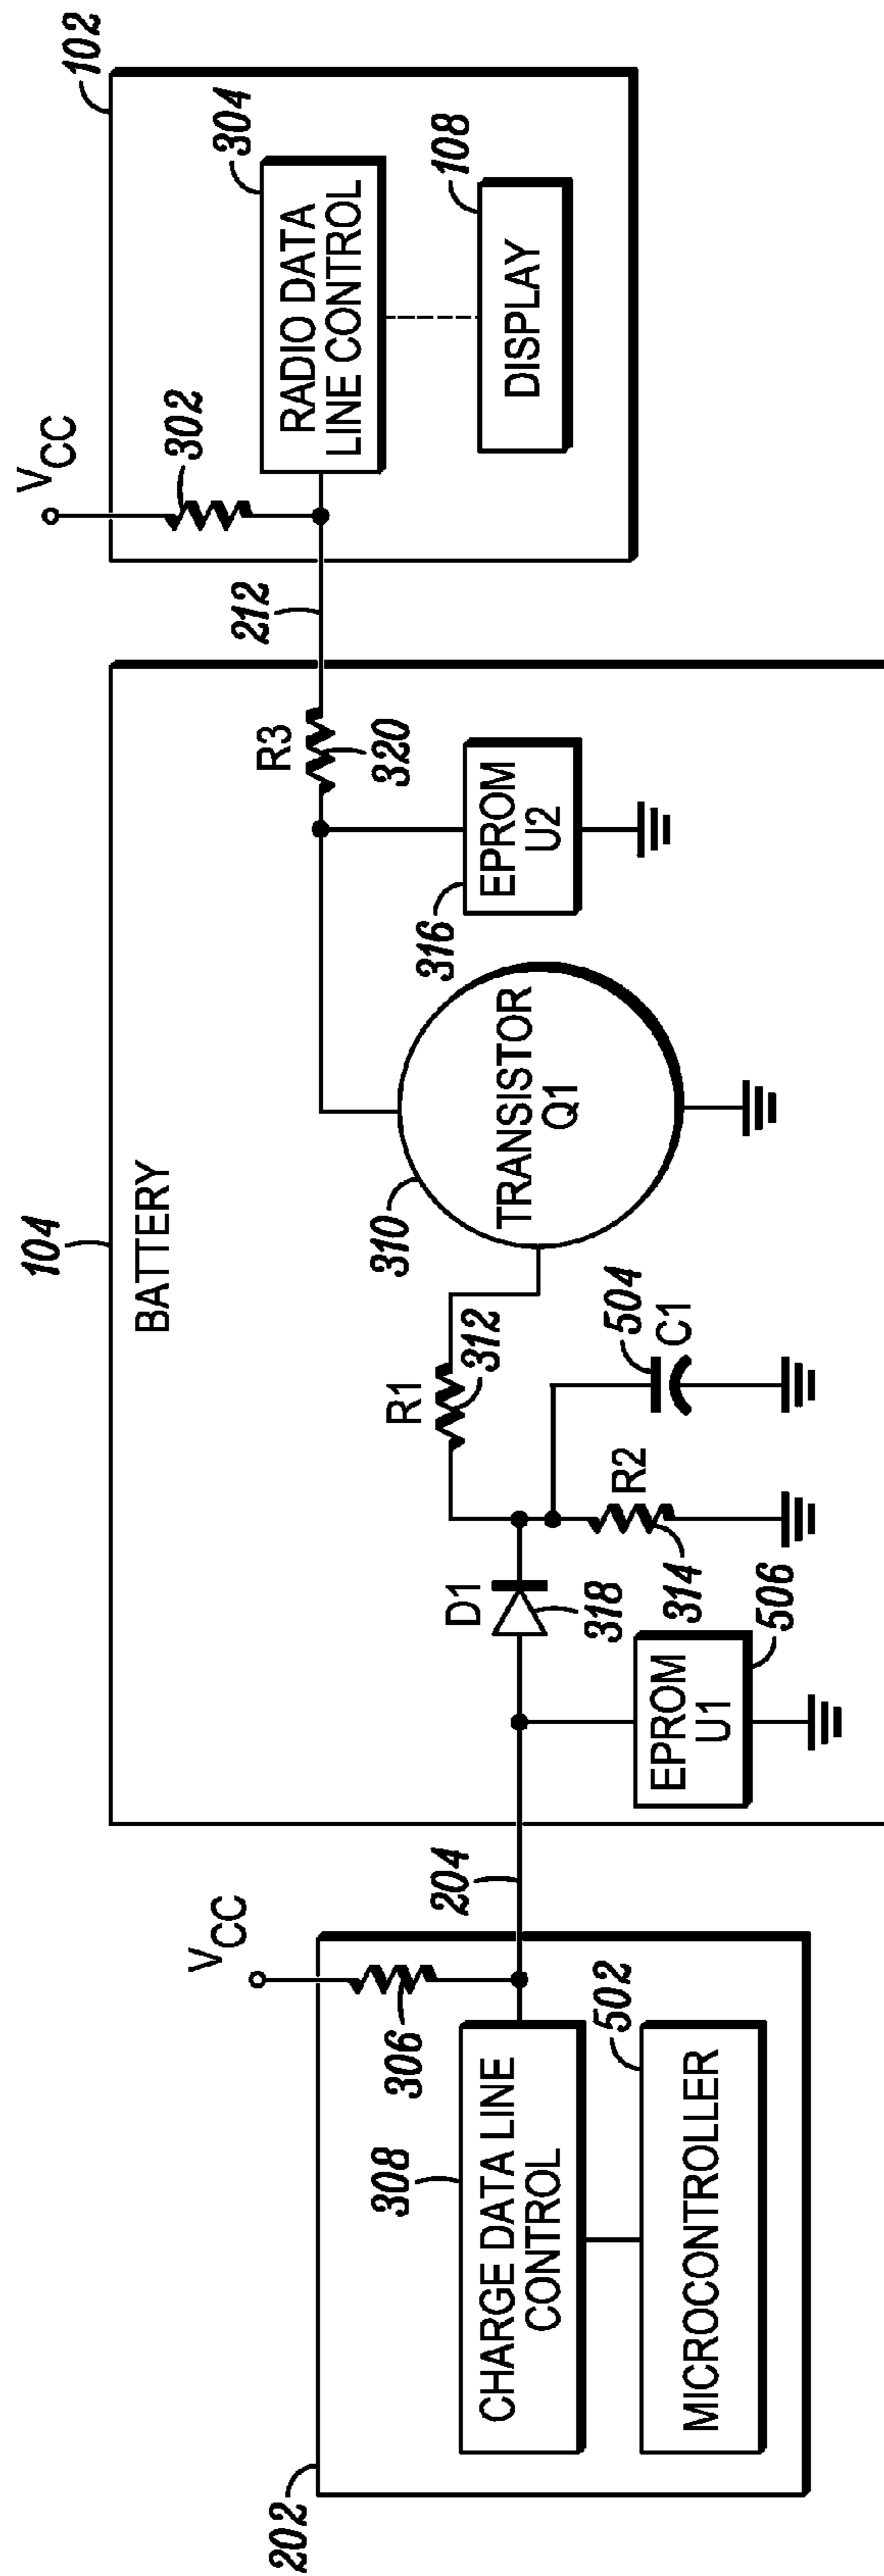 202
308
CHARGE DATA LINE
CONTROL
502
MICROCONTROLLER
306
VCC
204
104
BATTERY
EPROM
U1
506
D1
318
R2
314
R1
312
504
C1
310
TRANSISTOR
Q1
316
EPROM
U2
R3
320
212
VCC
302
102
304
RADIO DATA
LINE CONTROL
108
DISPLAY